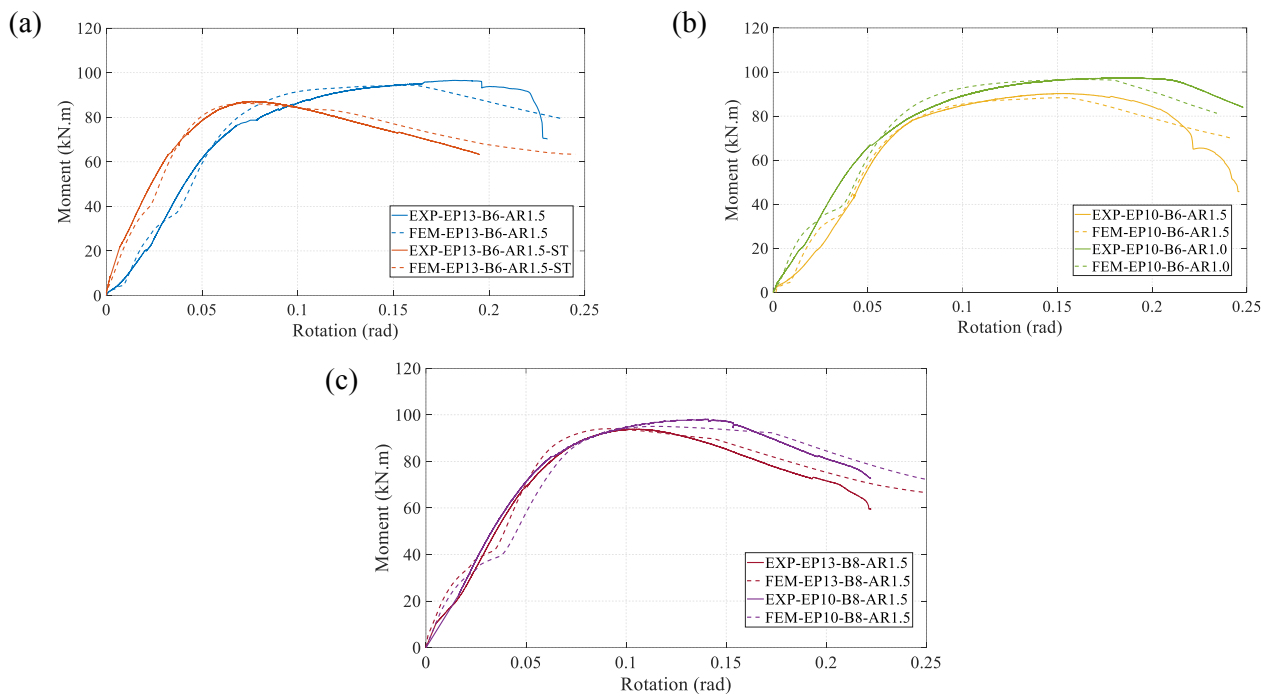 (a)
120
100
80
60
40
20
0
Moment (kN.m)
0
0.05
0.1
0.15
0.2
0.25
Rotation (rad)
EXP-EP13-B6-AR1.5
FEM-EP13-B6-AR1.5
EXP-EP13-B6-AR1.5-ST
FEM-EP13-B6-AR1.5-ST
(b)
120
100
80
60
40
20
0
Moment (kN.m)
0
0.05
0.1
0.15
0.2
0.25
Rotation (rad)
EXP-EP10-B6-AR1.5
FEM-EP10-B6-AR1.5
EXP-EP10-B6-AR1.0
FEM-EP10-B6-AR1.0
(c)
120
100
80
60
40
20
0
Moment (kN.m)
0
0.05
0.1
0.15
0.2
0.25
Rotation (rad)
EXP-EP13-B8-AR1.5
FEM-EP13-B8-AR1.5
EXP-EP10-B8-AR1.5
FEM-EP10-B8-AR1.5